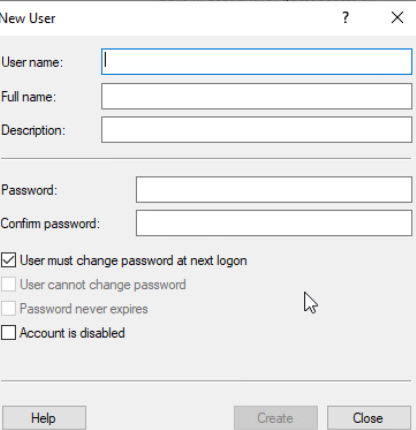 New User
?
User name:
Full name:
Description:
Password:
Confirm password:
User must change password at next logon
User cannot change password
Password never expires
Account is disabled
Help
Create
Close